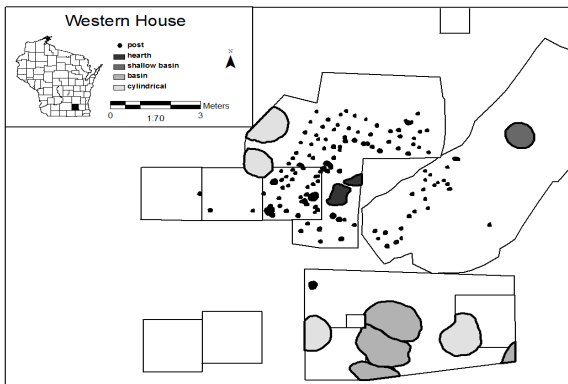 Western House
N
post
hearth
shallow basin
basin
cylindrical
Meters
0 1:70 3